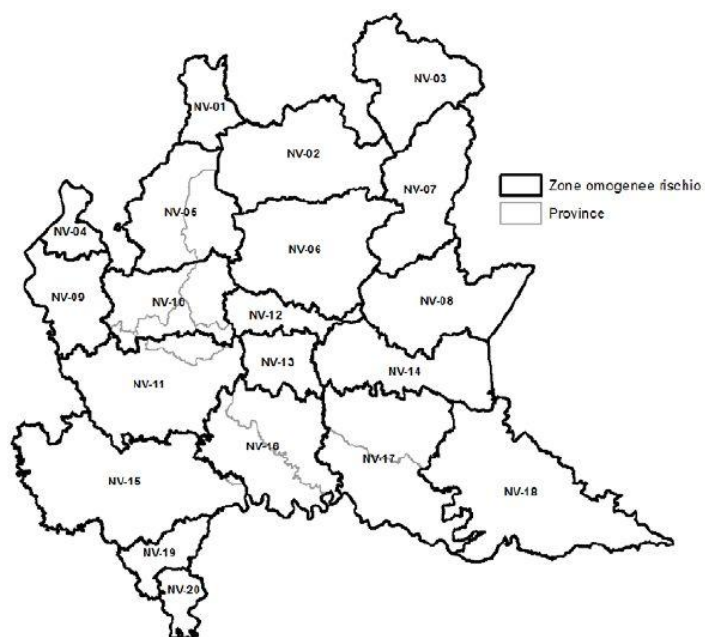 NV-03
NV-01
NV-02
NV-07
Zone omogenee rischio
NV-05
Province
NV-04
NV-06
NV-09
NV-10
NV-08
NV-12
NV-13
NV-14
NV-11
NV-16
NV-17
NV-15
NV-18
NV-19
NV-20